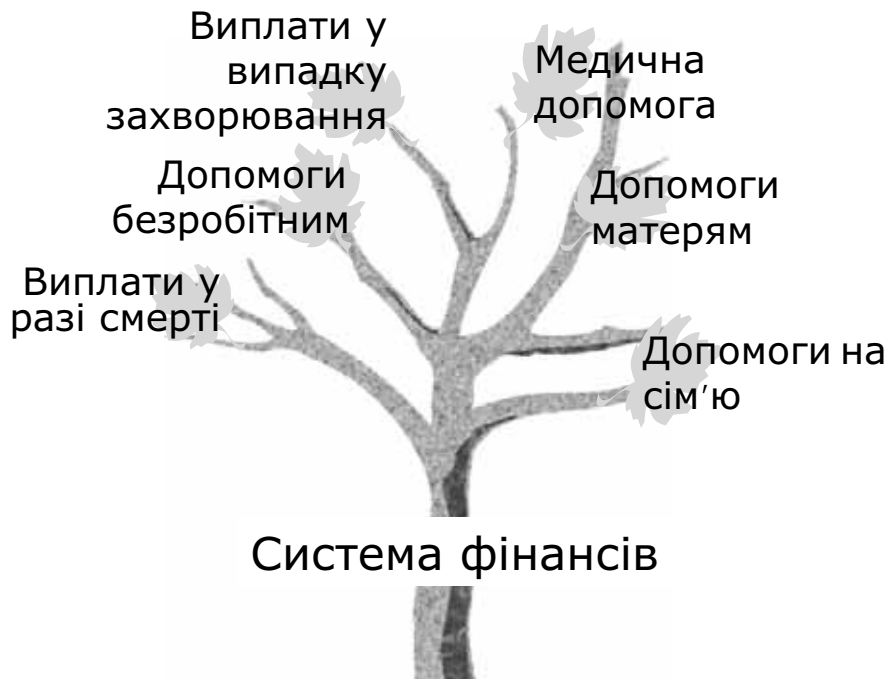 Виплати у
випадку
захворювання
Медична
допомога
Допомоги
безробітним
Допомоги
матерям
Виплати у
разі смерті
Допомоги на
сім′ю
Система фінансів